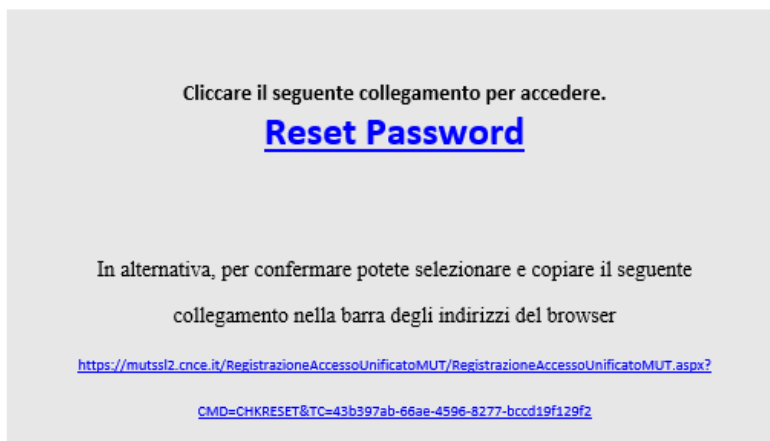 Cliccare il seguente collegamento per accedere.
Reset Password
In alternativa, per confermare potete selezionare e copiare il seguente
collegamento nella barra degli indirizzi del browser
https://mutssl2.cnce.it/RegistrazioneAccessoUnificatoMUT/RegistrazioneAccessoUnificatoMUT.aspx?
CMD=CHKRESET&TC=43b397ab-66ae-4596-8277-bccd19f129f2